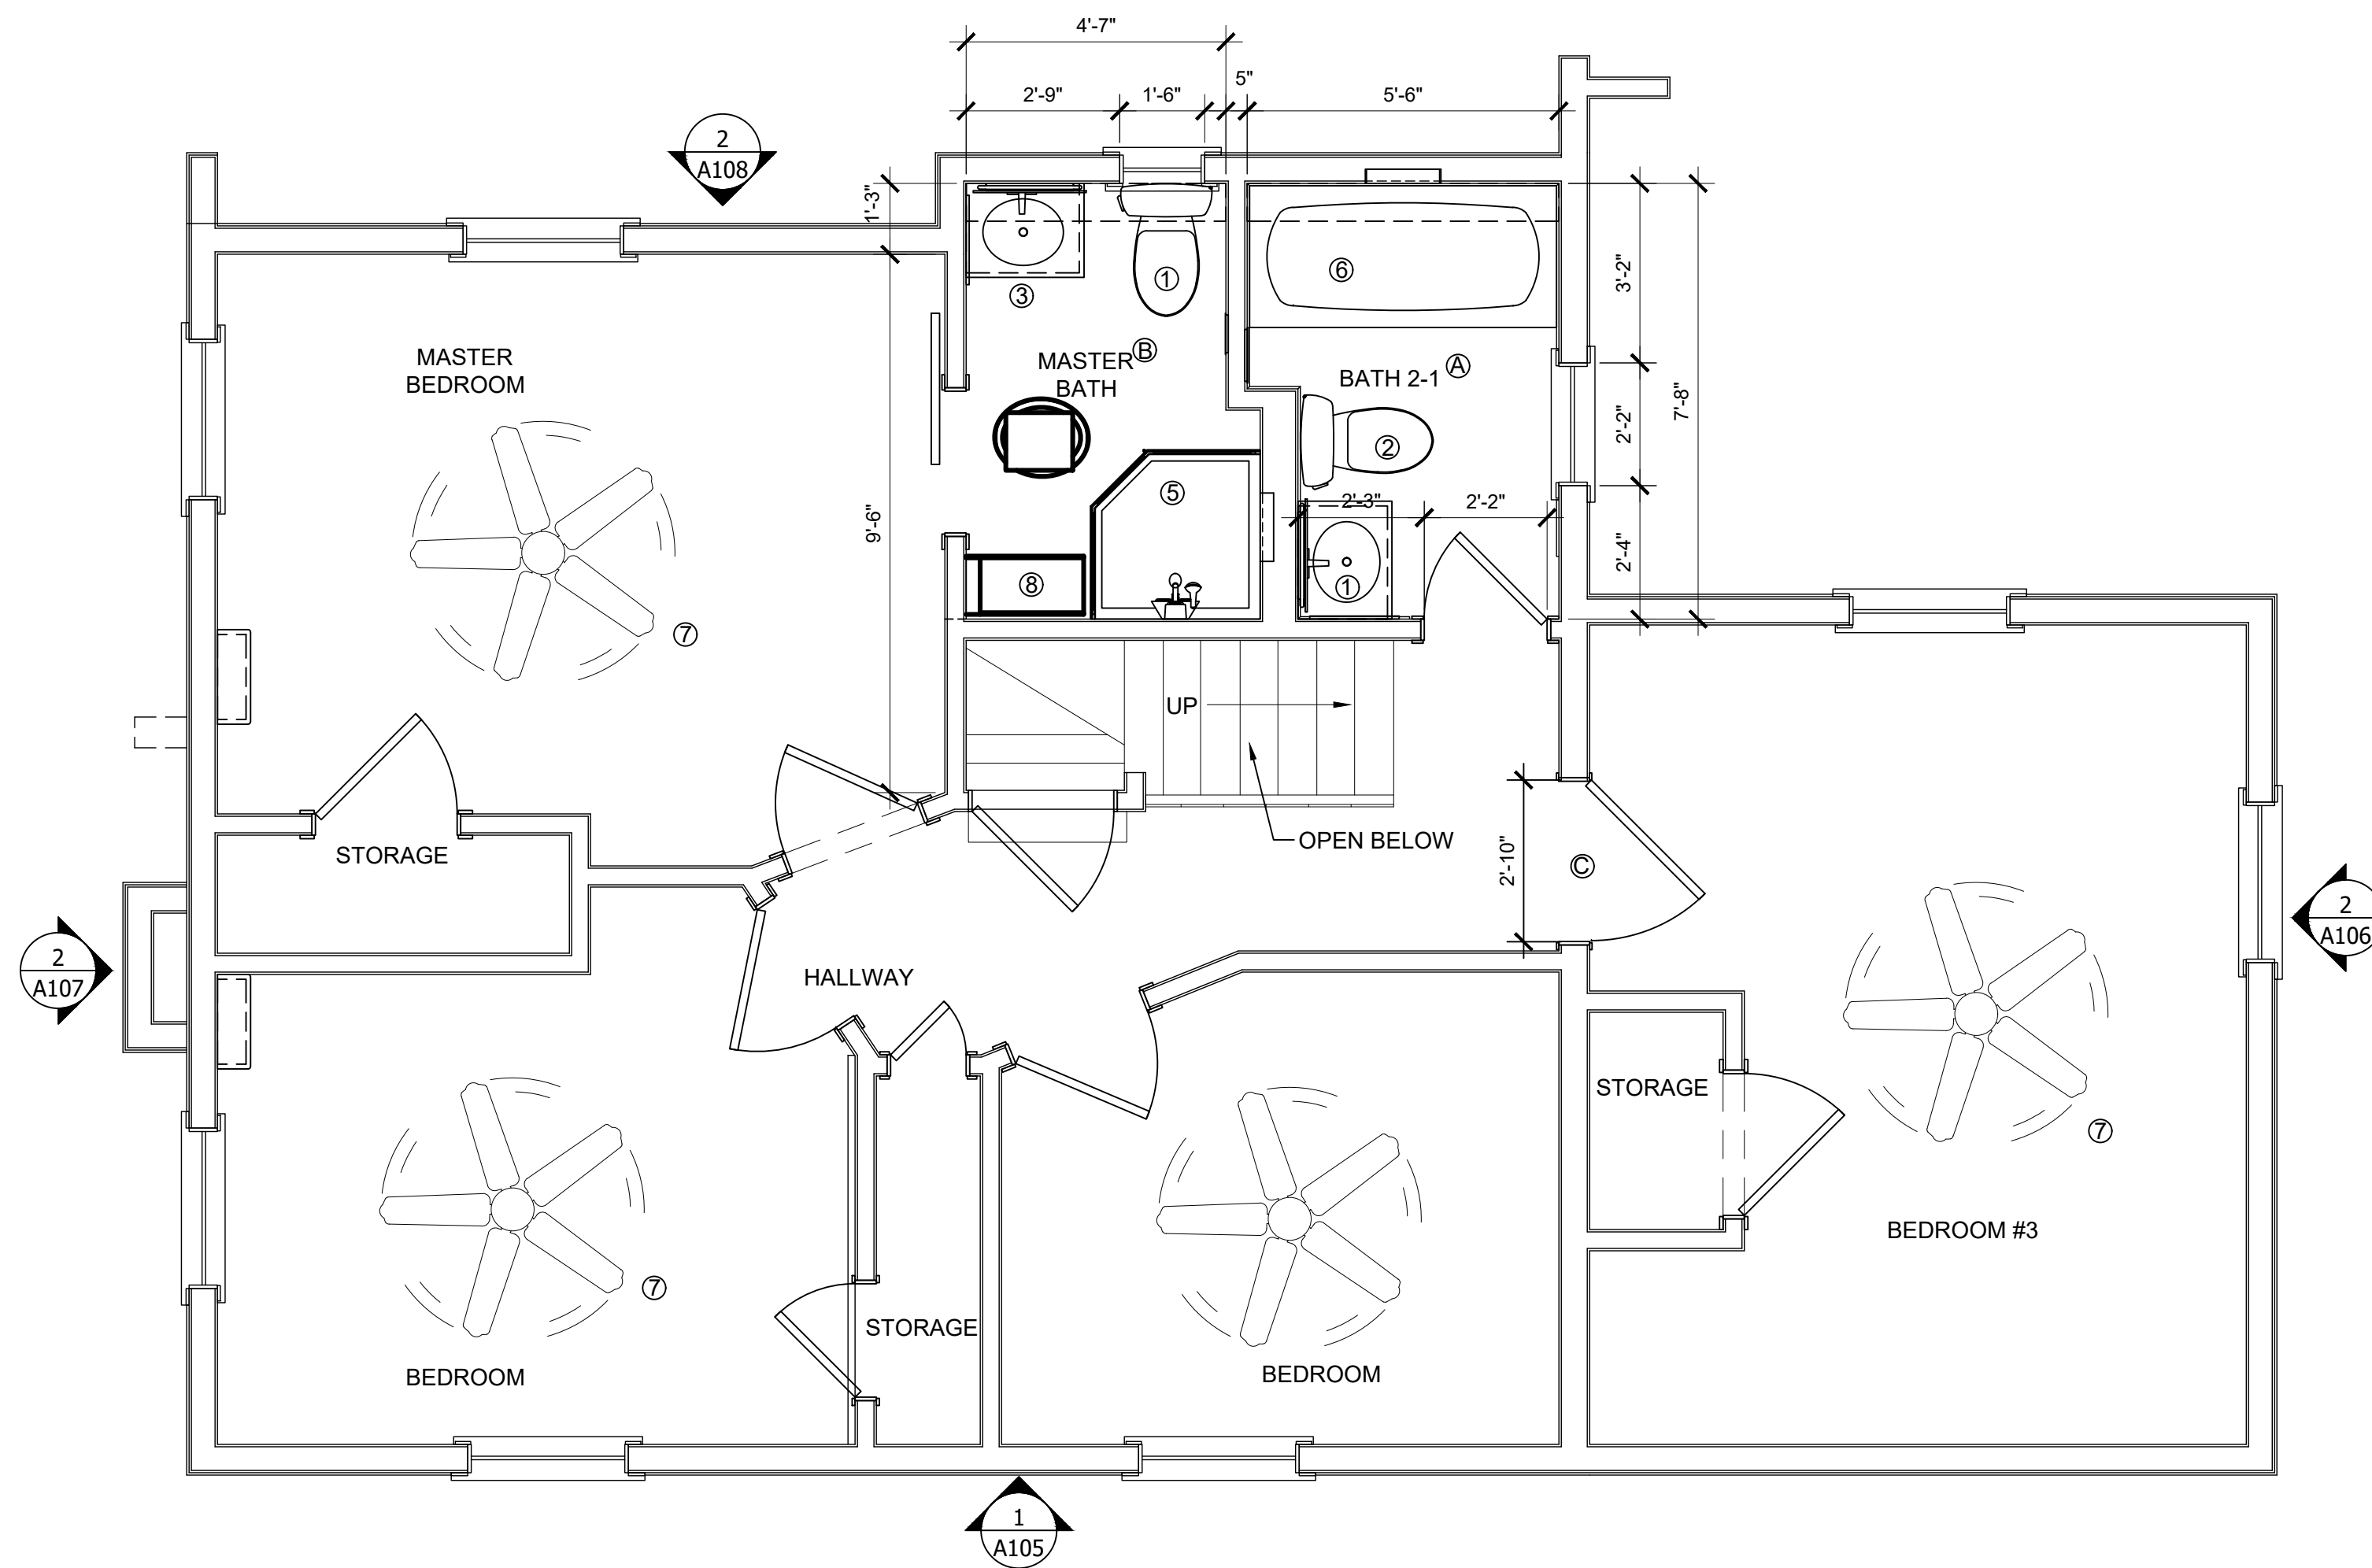 4'-7"
5"
2'-9"
1'-6"
5'-6"
2
A108
1'-3"
3'-2"
6
1
3
B
MASTER
BATH
A
BATH 2-1
MASTER
BEDROOM
2'-2"
7'-8"
2
5
2'-3"
2'-2"
9'-6"
2'-4"
8
1
7
UP
OPEN BELOW
2'-10"
C
STORAGE
2
A106
2
A107
HALLWAY
STORAGE
7
BEDROOM #3
7
STORAGE
BEDROOM
BEDROOM
1
A105